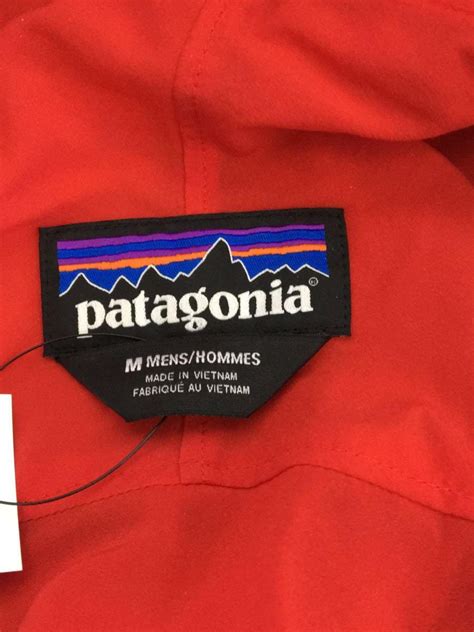 patagonia®
M MENS/HOMMES
MADE IN VIETNAM
FABRIQUÉ AU VIETNAM